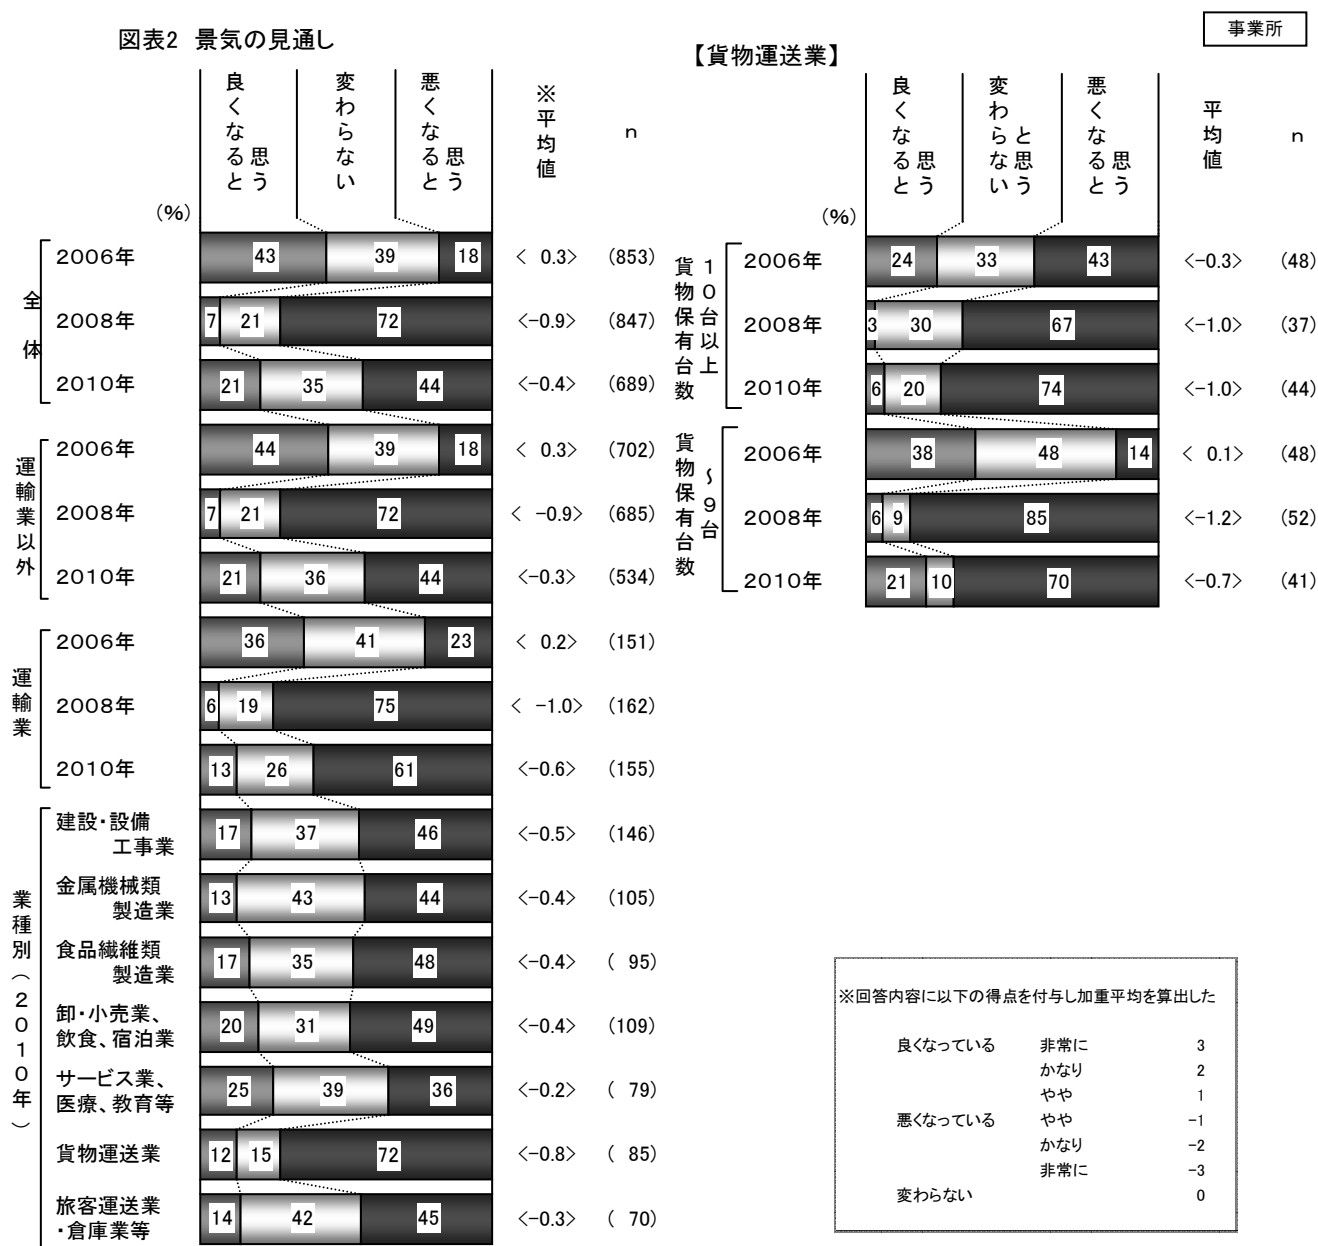 事業所
図表2 景気の見通し
良くなると思う
変わらない
悪くなると思う
※平均値
n
(%)
全体
2006年 43 39 18 < 0.3> (853)
2008年 7 21 72 <-0.9> (847)
2010年 21 35 44 <-0.4> (689)
運輸業以外
2006年 44 39 18 < 0.3> (702)
2008年 7 21 72 < -0.9> (685)
2010年 21 36 44 <-0.3> (534)
運輸業
2006年 36 41 23 < 0.2> (151)
2008年 6 19 75 < -1.0> (162)
2010年 13 26 61 <-0.6> (155)
業種別(2010年)
建設・設備
工事業 17 37 46 <-0.5> (146)
金属機械類
製造業 13 43 44 <-0.4> (105)
食品繊維類
製造業 17 35 48 <-0.4> ( 95)
卸・小売業、
飲食、宿泊業 20 31 49 <-0.4> (109)
サービス業、
医療、教育等 25 39 36 <-0.2> ( 79)
貨物運送業 12 15 72 <-0.8> ( 85)
旅客運送業
・倉庫業等 14 42 45 <-0.3> ( 70)
【貨物運送業】
良くなると思う
変わらないと思う
悪くなると思う
平均値
n
(%)
貨物保有台数
10台以上
2006年 24 33 43 <-0.3> (48)
2008年 3 30 67 <-1.0> (37)
2010年 6 20 74 <-1.0> (44)
貨物保有台数
~9台
2006年 38 48 14 < 0.1> (48)
2008年 6 9 85 <-1.2> (52)
2010年 21 10 70 <-0.7> (41)
※回答内容に以下の得点を付与し加重平均を算出した
良くなっている 非常に 3
かなり 2
やや 1
悪くなっている やや -1
かなり -2
非常に -3
変わらない 0